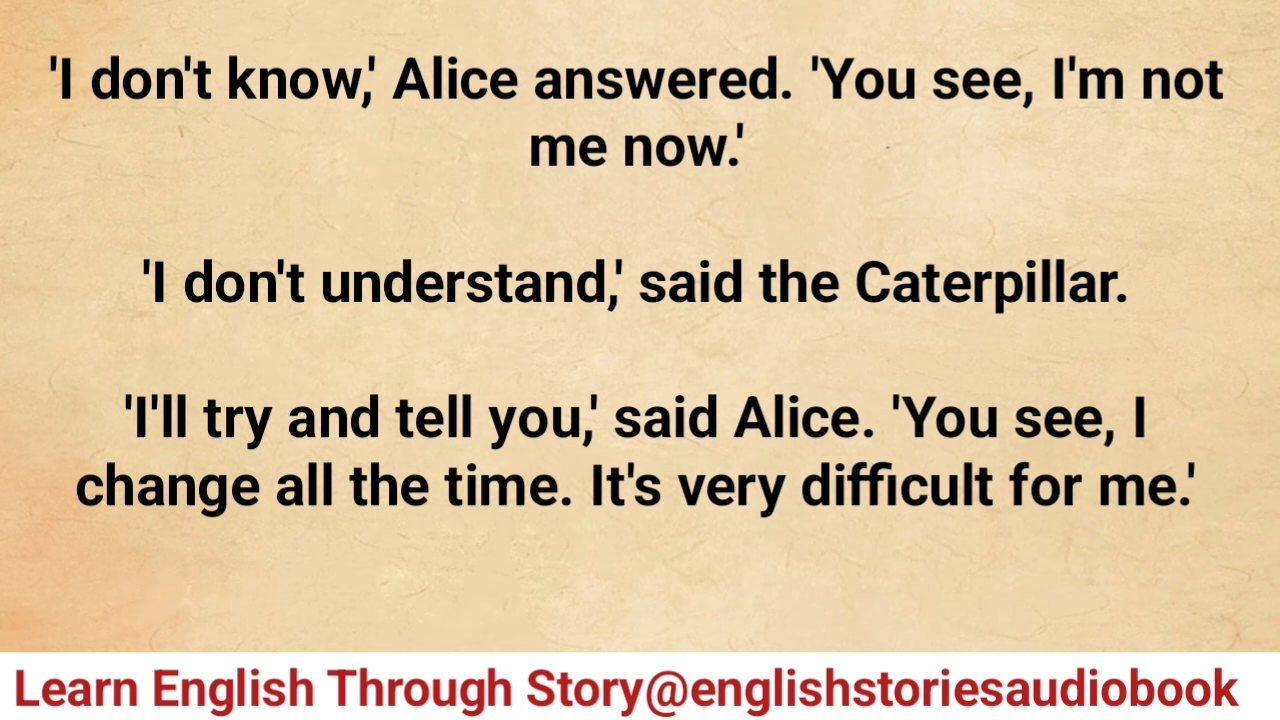 'I don't know,' Alice answered. 'You see, I'm not
me now.'
'I don't understand,' said the Caterpillar.
'I'll try and tell you,' said Alice. 'You see, I
change all the time. It's very difficult for me.'
Learn English Through Story@englishstoriesaudiobook